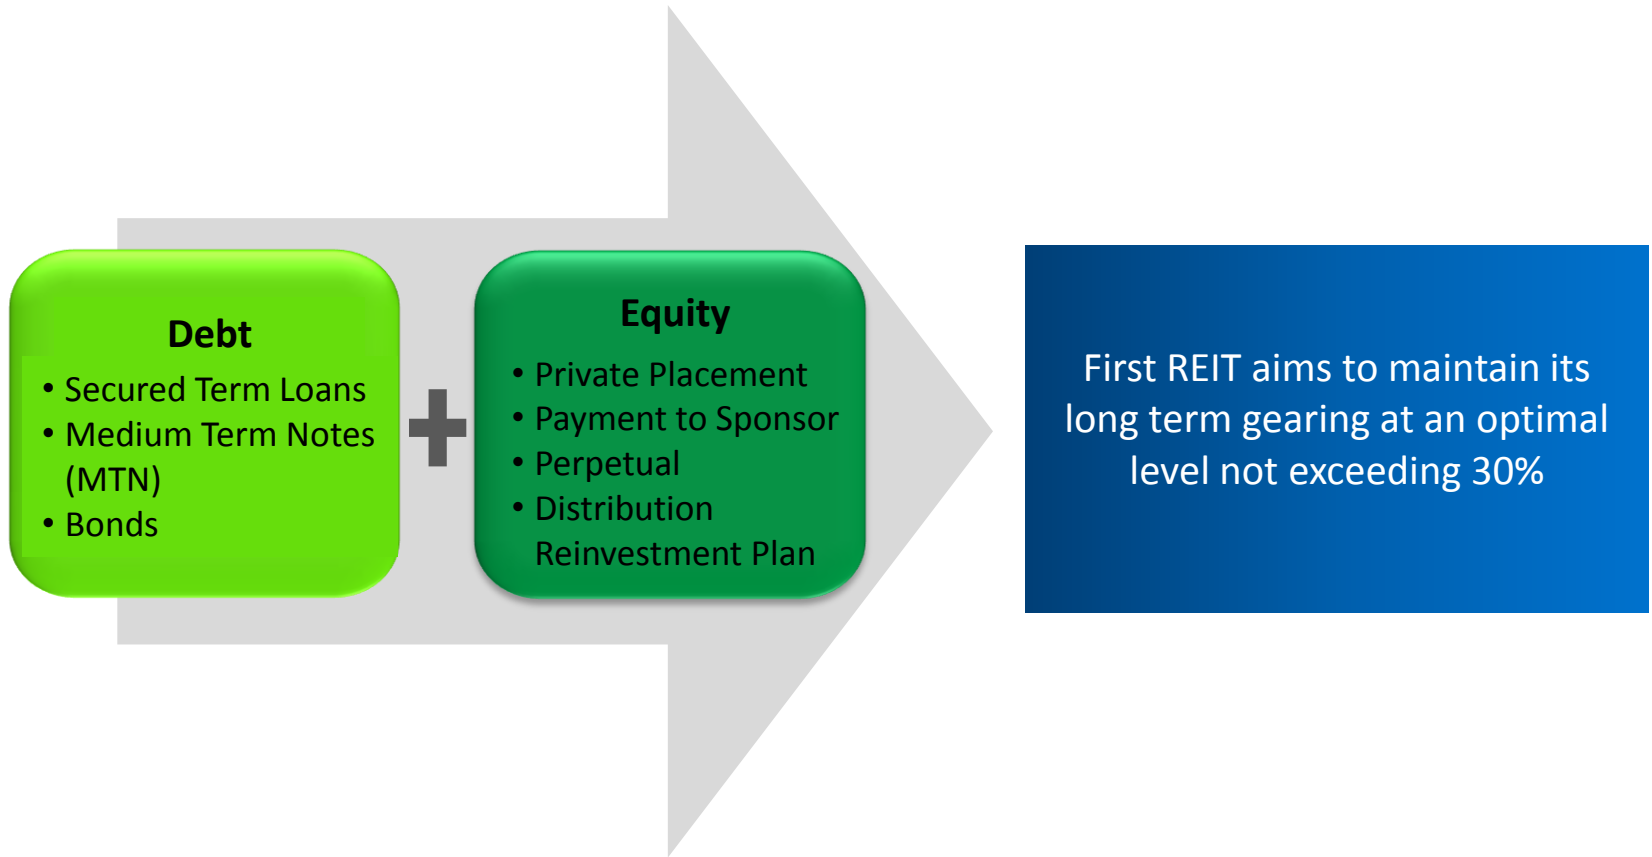 Debt
• Secured Term Loans
• Medium Term Notes
(MTN)
• Bonds
Equity
• Private Placement
• Payment to Sponsor
• Perpetual
• Distribution
Reinvestment Plan
First REIT aims to maintain its
long term gearing at an optimal
level not exceeding 30%